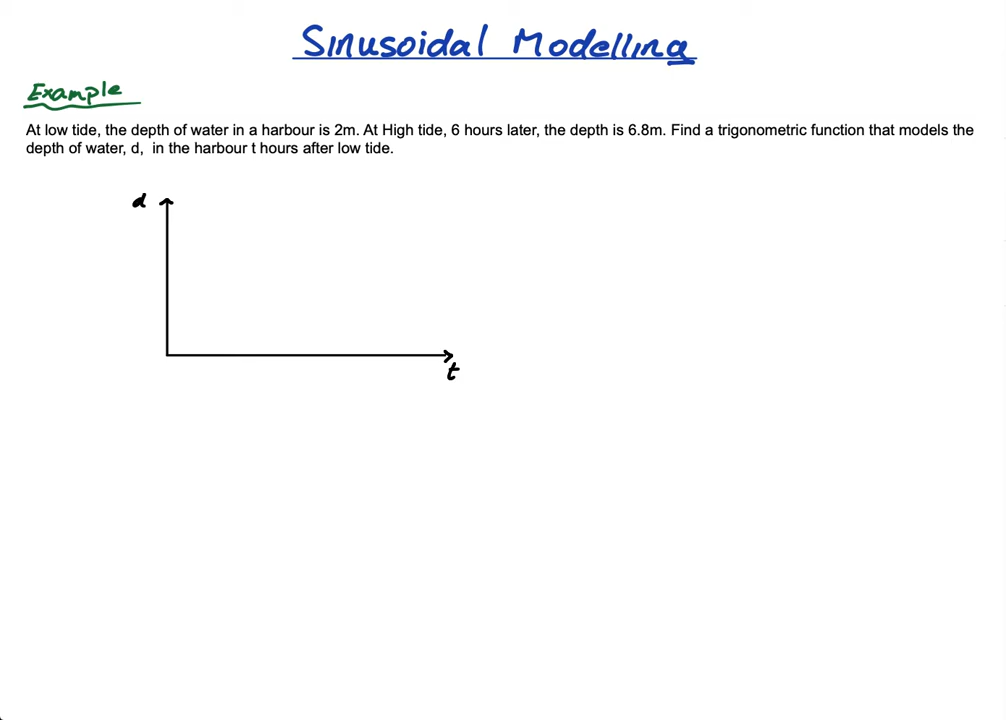 Sinusoidal Modelling
Example
At low tide, the depth of water in a harbour is 2m. At High tide, 6 hours later, the depth is 6.8m. Find a trigonometric function that models the
depth of water, d, in the harbour t hours after low tide.
d
t